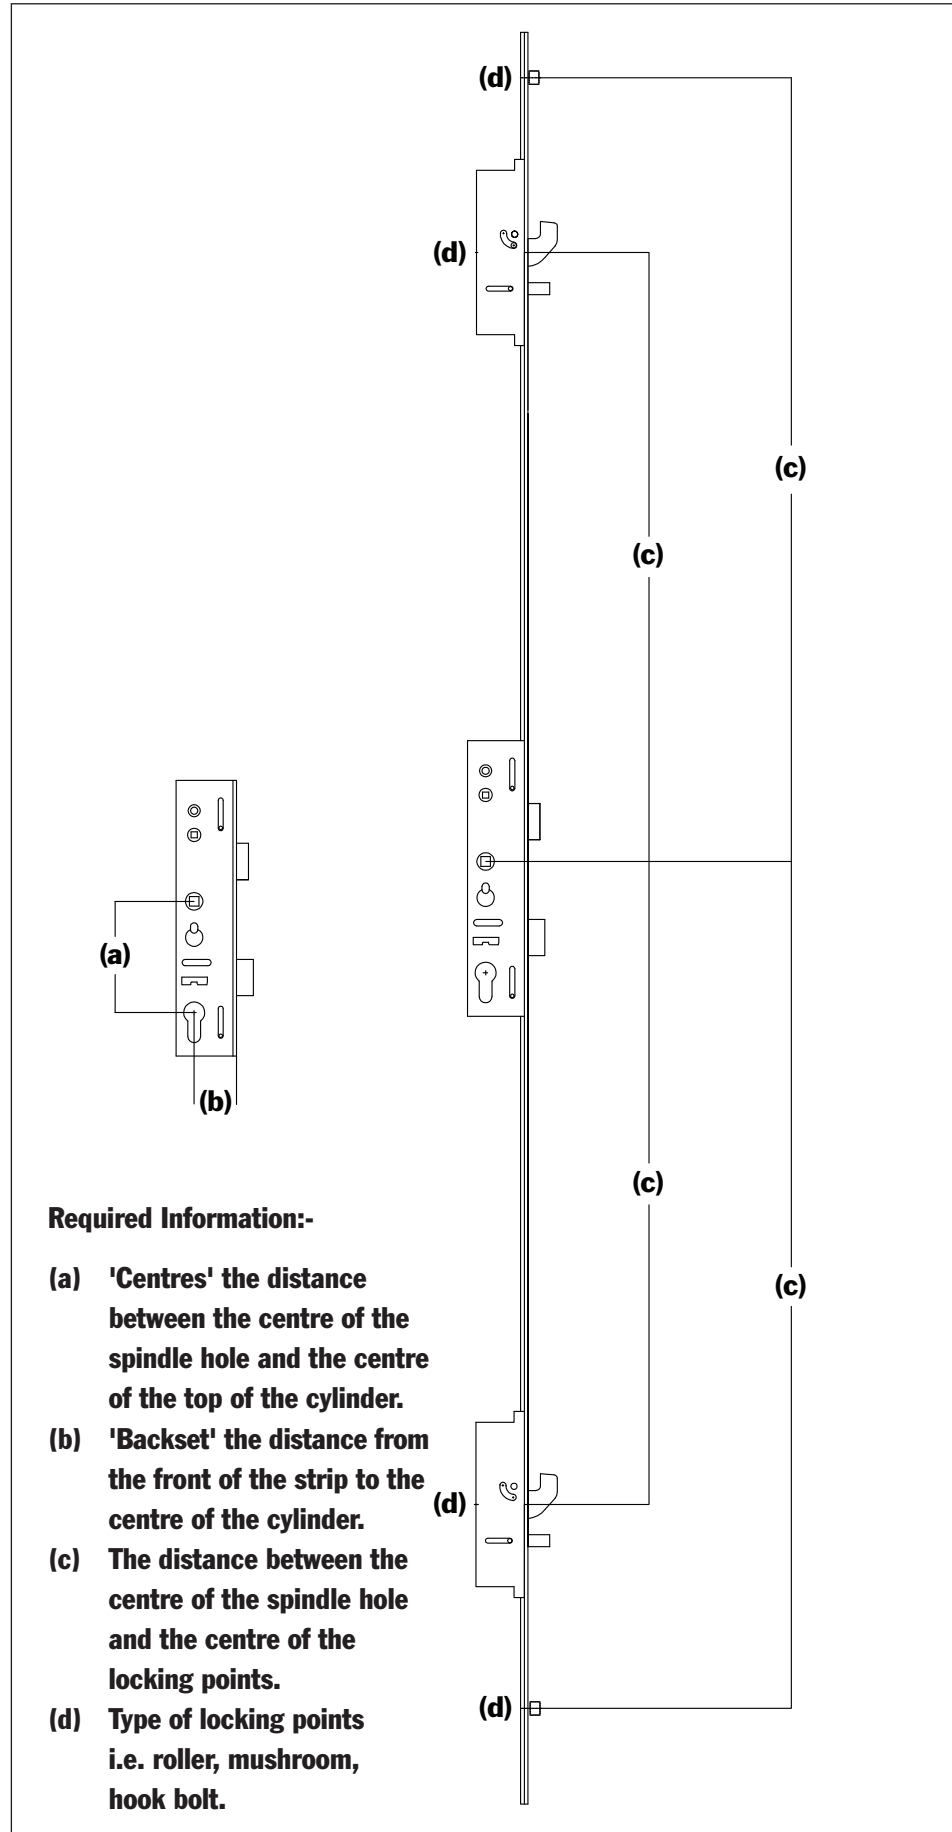 (d)
(d)
(c)
(c)
(a)
(b)
(c)
(c)
Required Information:-
(a) 'Centres' the distance
between the centre of the
spindle hole and the centre
of the top of the cylinder.
(b) 'Backset' the distance from
the front of the strip to the
centre of the cylinder.
(d)
(c) The distance between the
centre of the spindle hole
and the centre of the
locking points.
(d) Type of locking points
i.e. roller, mushroom,
hook bolt.
(d)